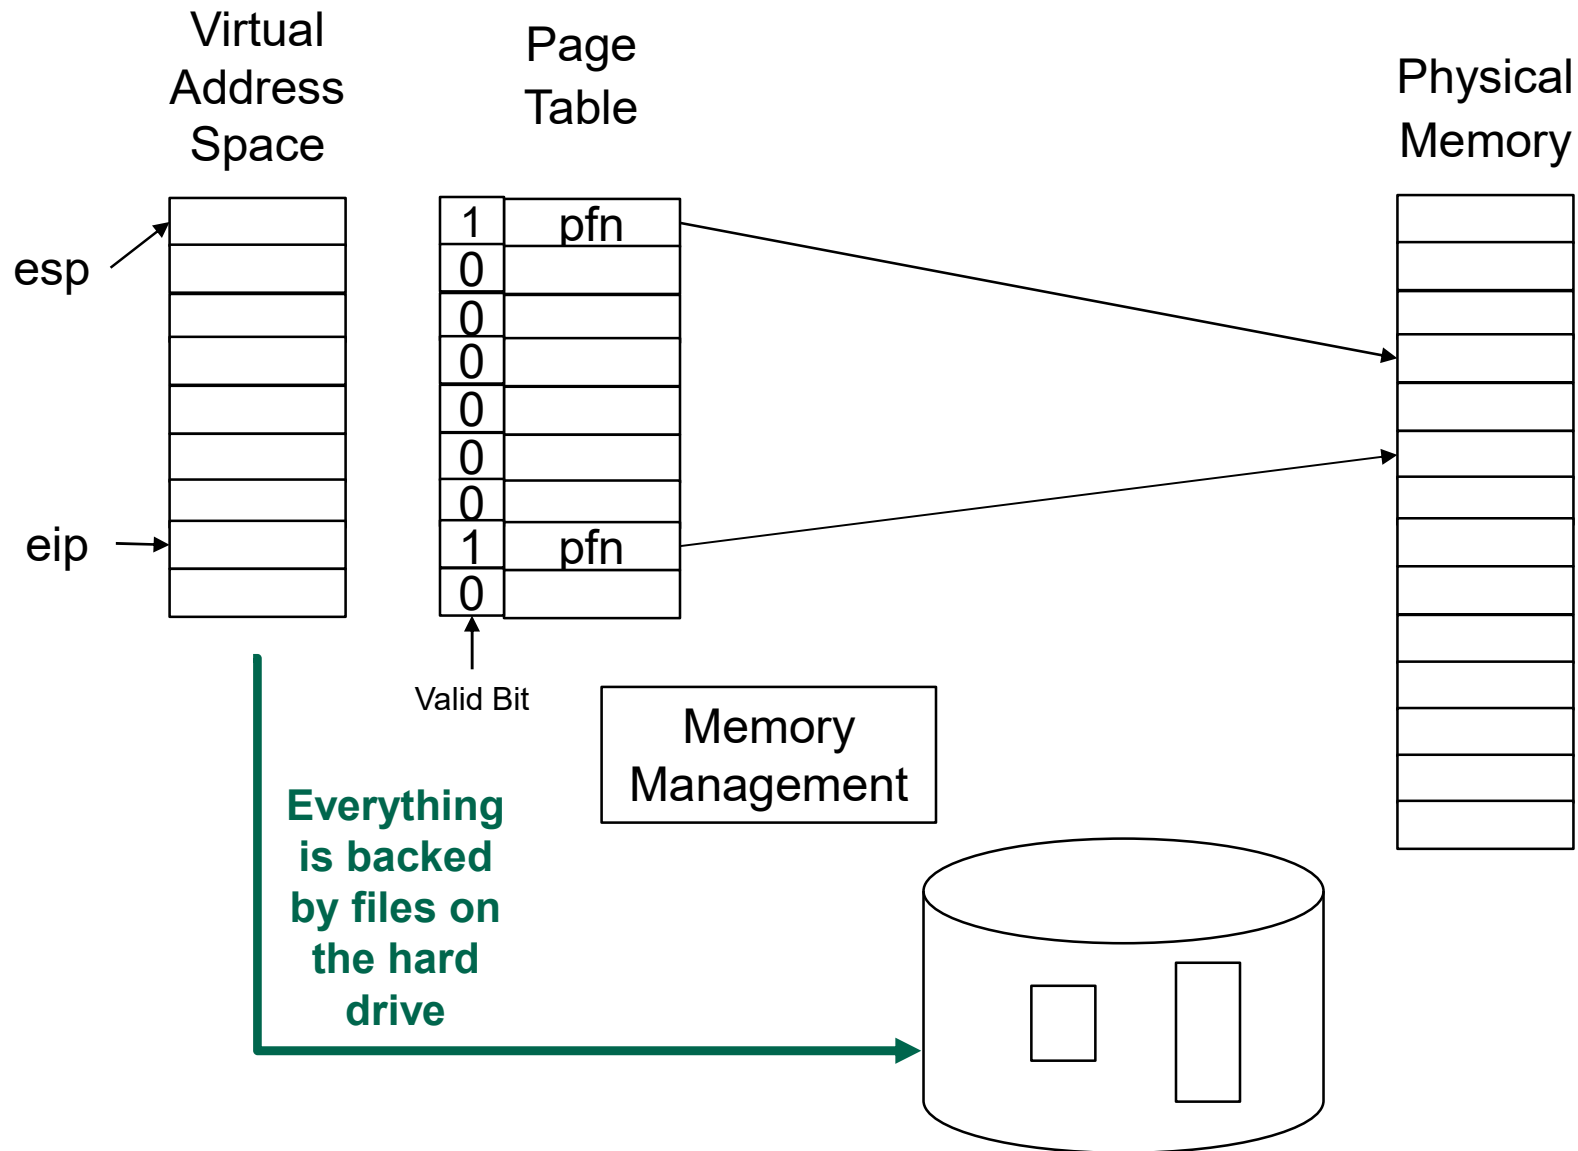 Virtual
Address
Space
Page
Table
Physical
Memory
esp
eip
1
pfn
0
0
0
0
0
0
1
pfn
0
Valid Bit
Memory
Management
Everything
is backed
by files on
the hard
drive